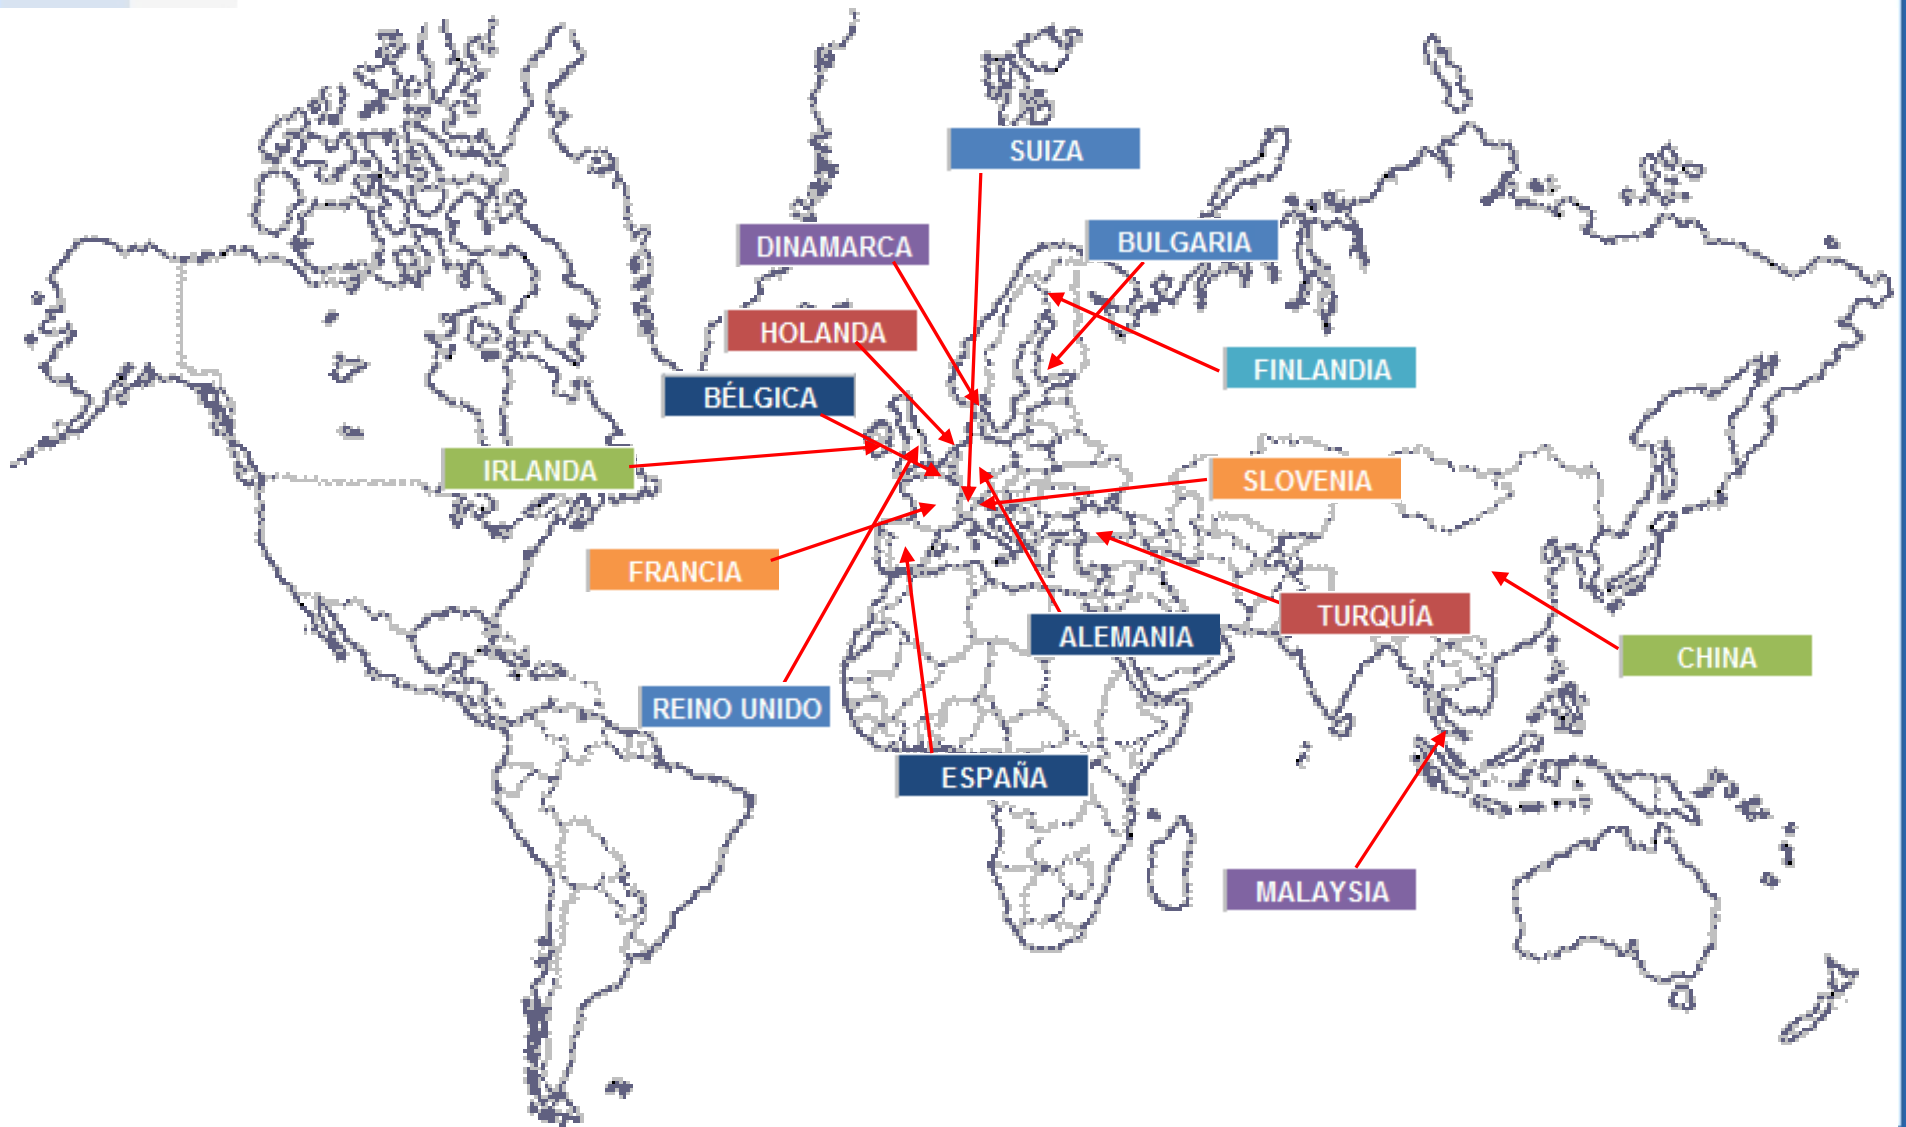 SUIZA
DINAMARCA
BULGARIA
HOLANDA
FINLANDIA
BÉLGICA
IRLANDA
SLOVENIA
FRANCIA
TURQUÍA
ALEMANIA
CHINA
REINO UNIDO
ESPAÑA
MALAYSIA